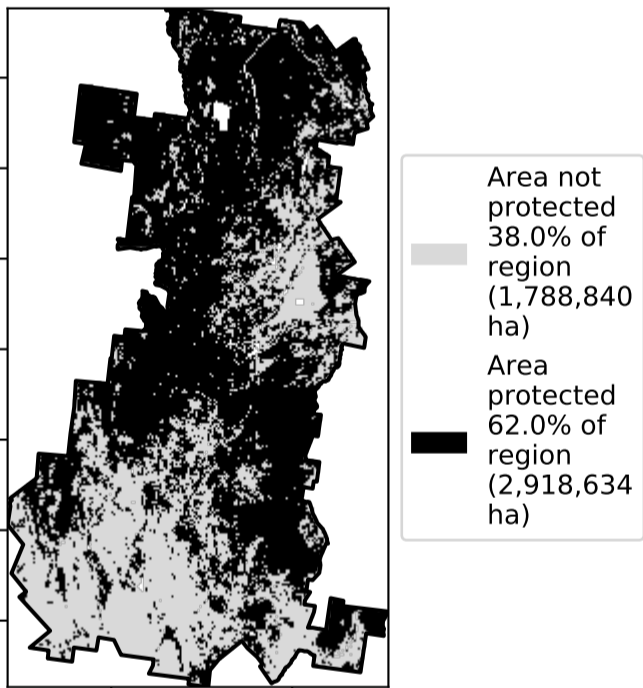 Area not
protected
38.0% of
region
(1,788,840
ha)
Area
protected
62.0% of
region
(2,918,634
ha)